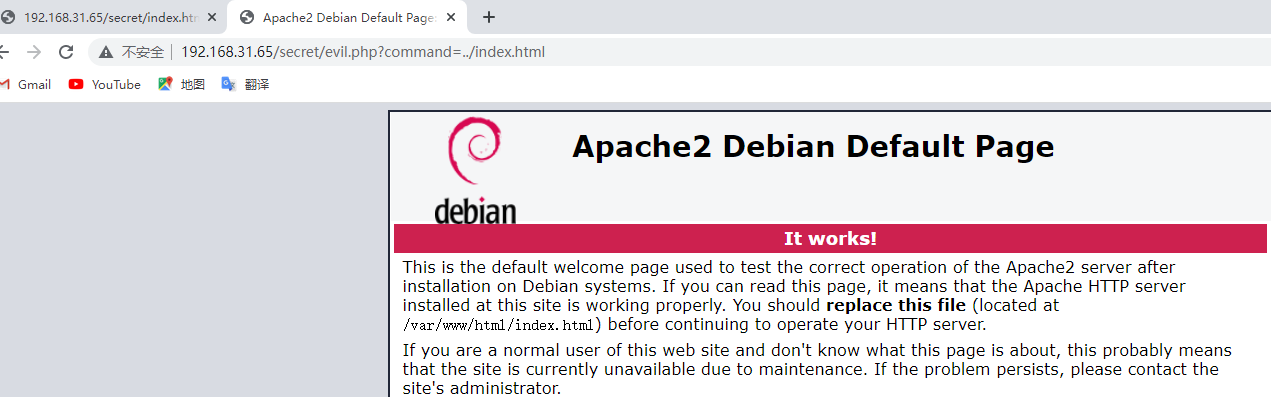 192.168.31.65/secret/index.htm
Apache2 Debian Default Page:
不安全 192.168.31.65/secret/evil.php?command=../index.html
Gmail YouTube 地图 翻译
debian
Apache2 Debian Default Page
It works!
This is the default welcome page used to test the correct operation of the Apache2 server after
installation on Debian systems. If you can read this page, it means that the Apache HTTP server
installed at this site is working properly. You should replace this file (located at
/var/www/html/index.html) before continuing to operate your HTTP server.
If you are a normal user of this web site and don't know what this page is about, this probably means
that the site is currently unavailable due to maintenance. If the problem persists, please contact the
site's administrator.